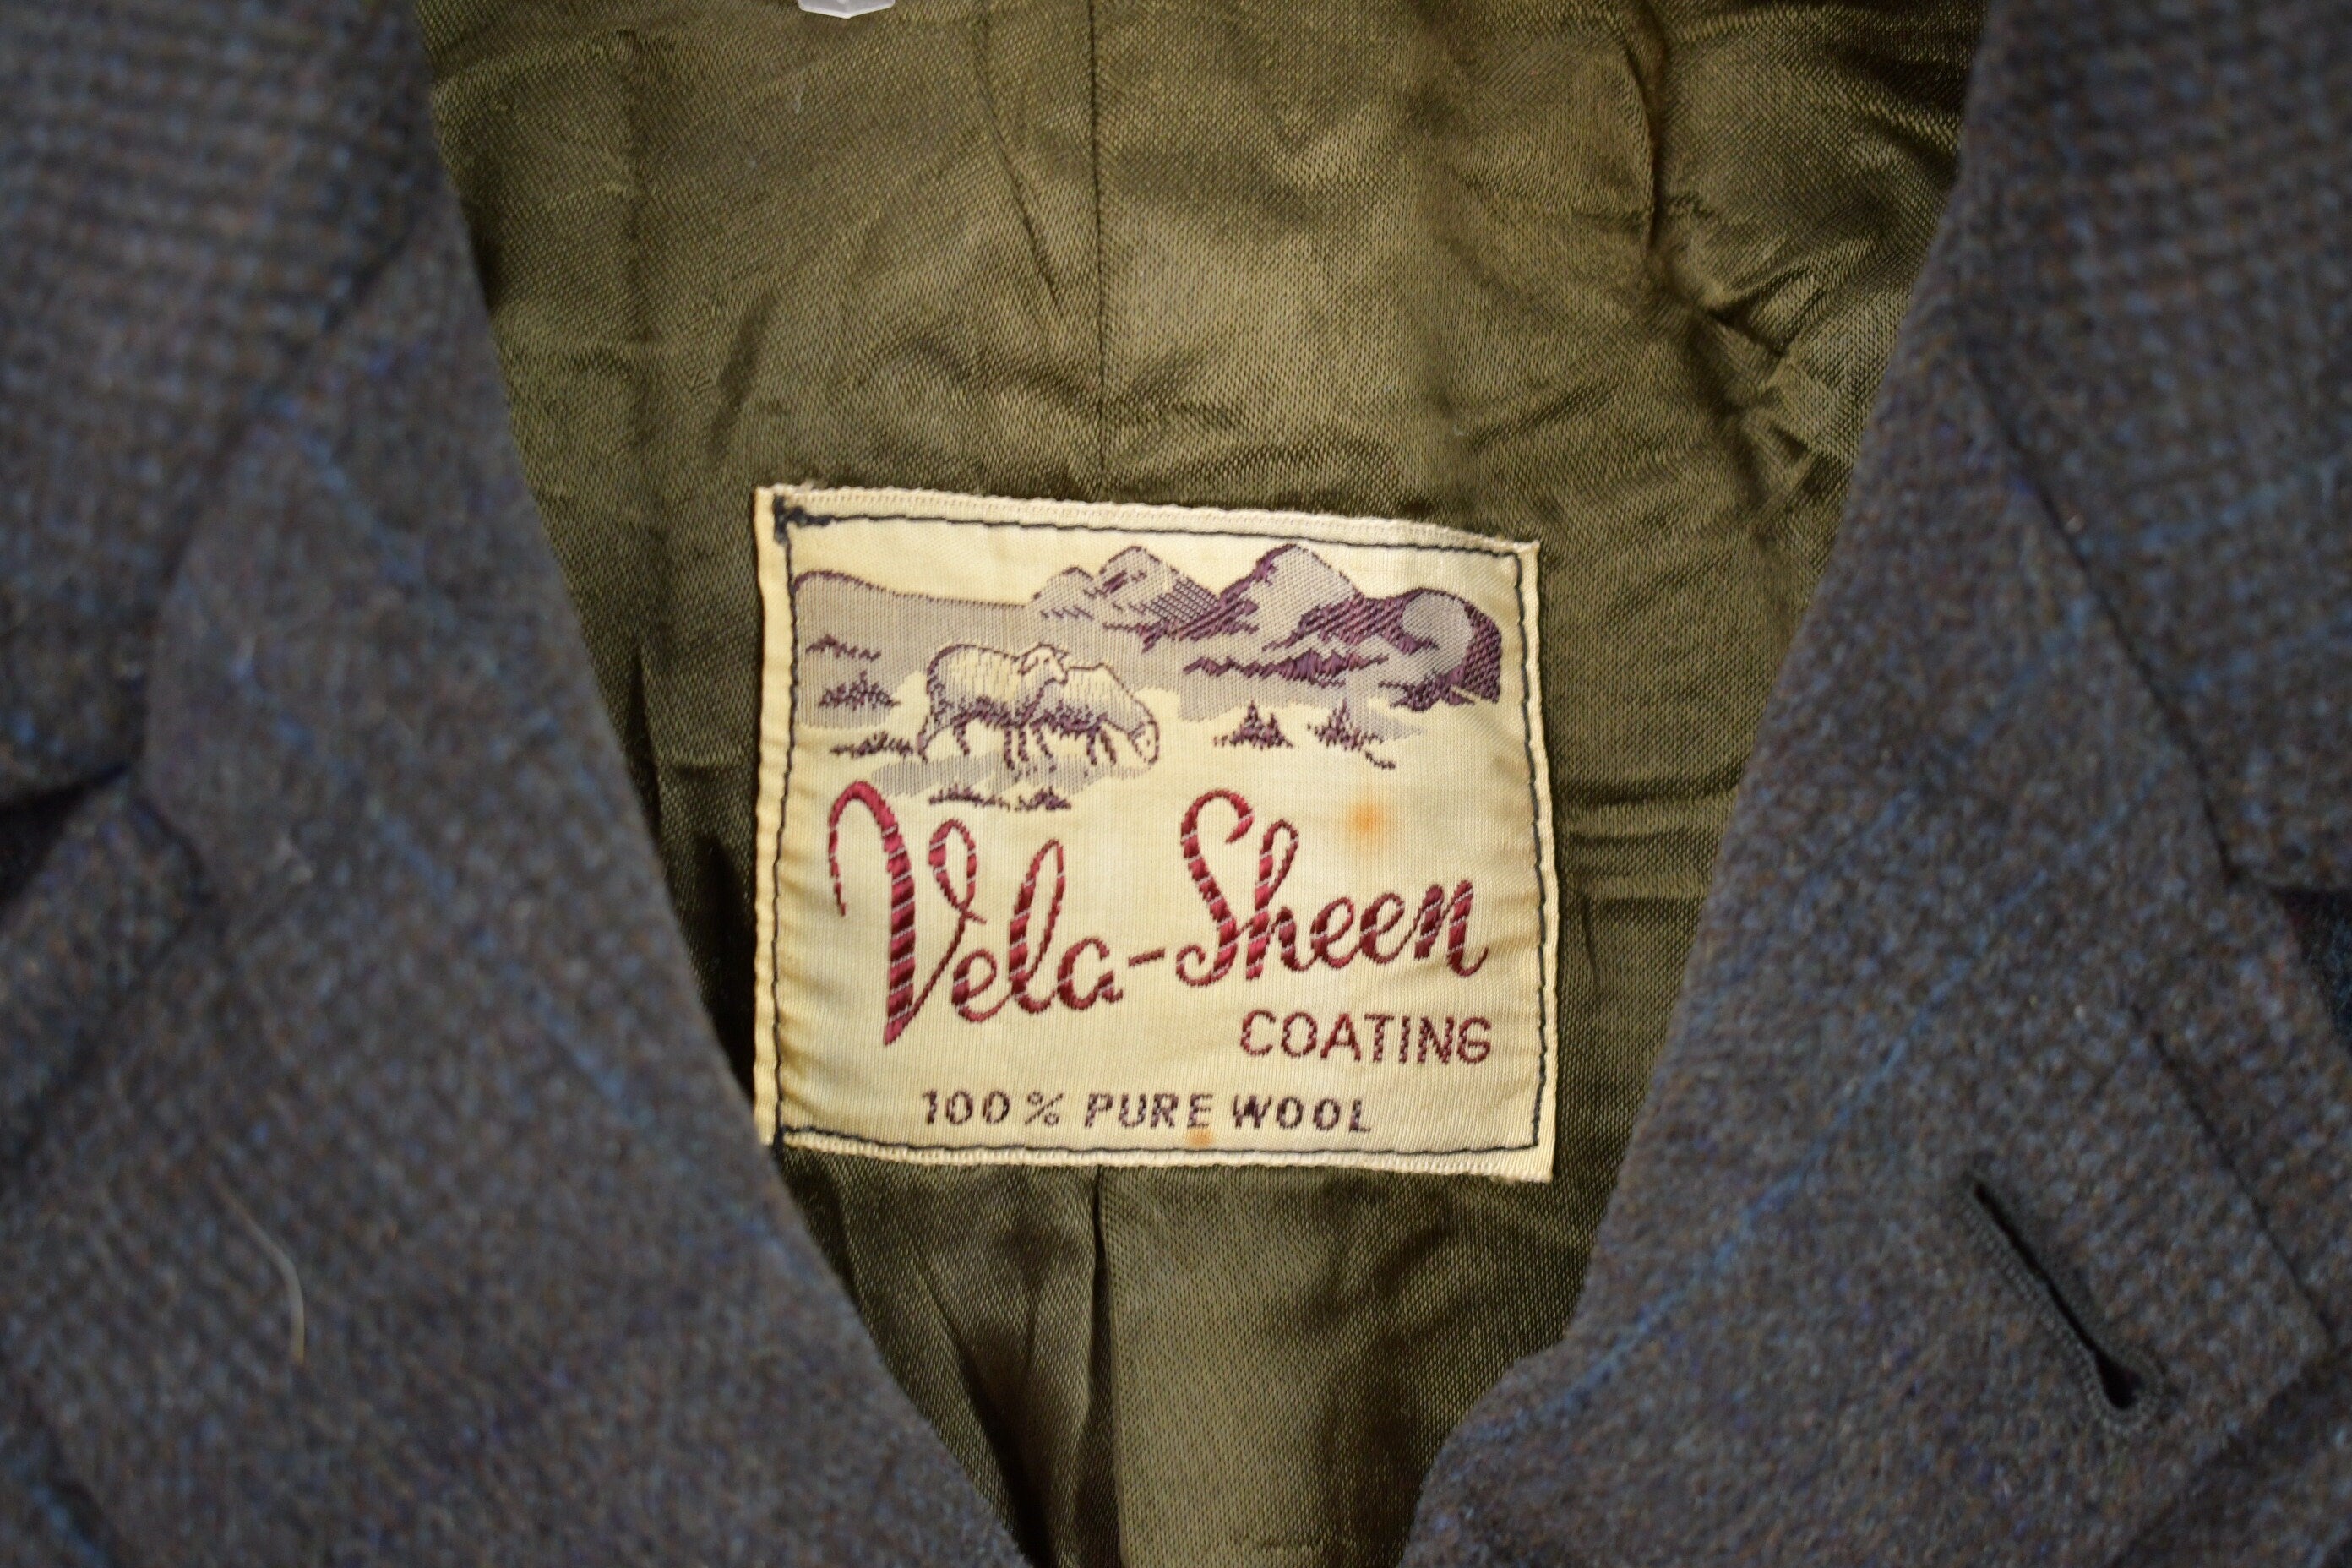 Vela-Sheen
COATING
100% PURE WOOL